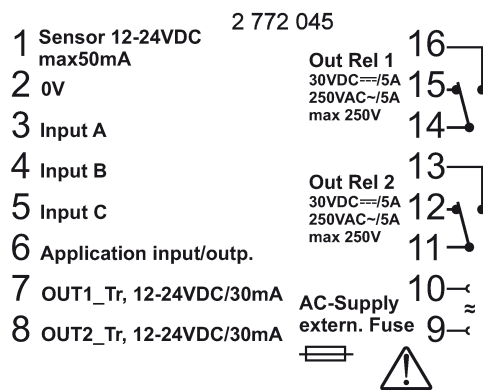 2 772 045
1 Sensor 12-24VDC
max50mA
2 0V
3 Input A
4 Input B
5 Input C
6 Application input/outp.
7 OUT1_Tr, 12-24VDC/30mA
8 OUT2_Tr, 12-24VDC/30mA
Out Rel 1
30VDC⎓/5A
250VAC~/5A
max 250V
16
15
14
Out Rel 2
30VDC⎓/5A
250VAC~/5A
max 250V
13
12
11
AC-Supply
extern. Fuse
10
≈
9
!